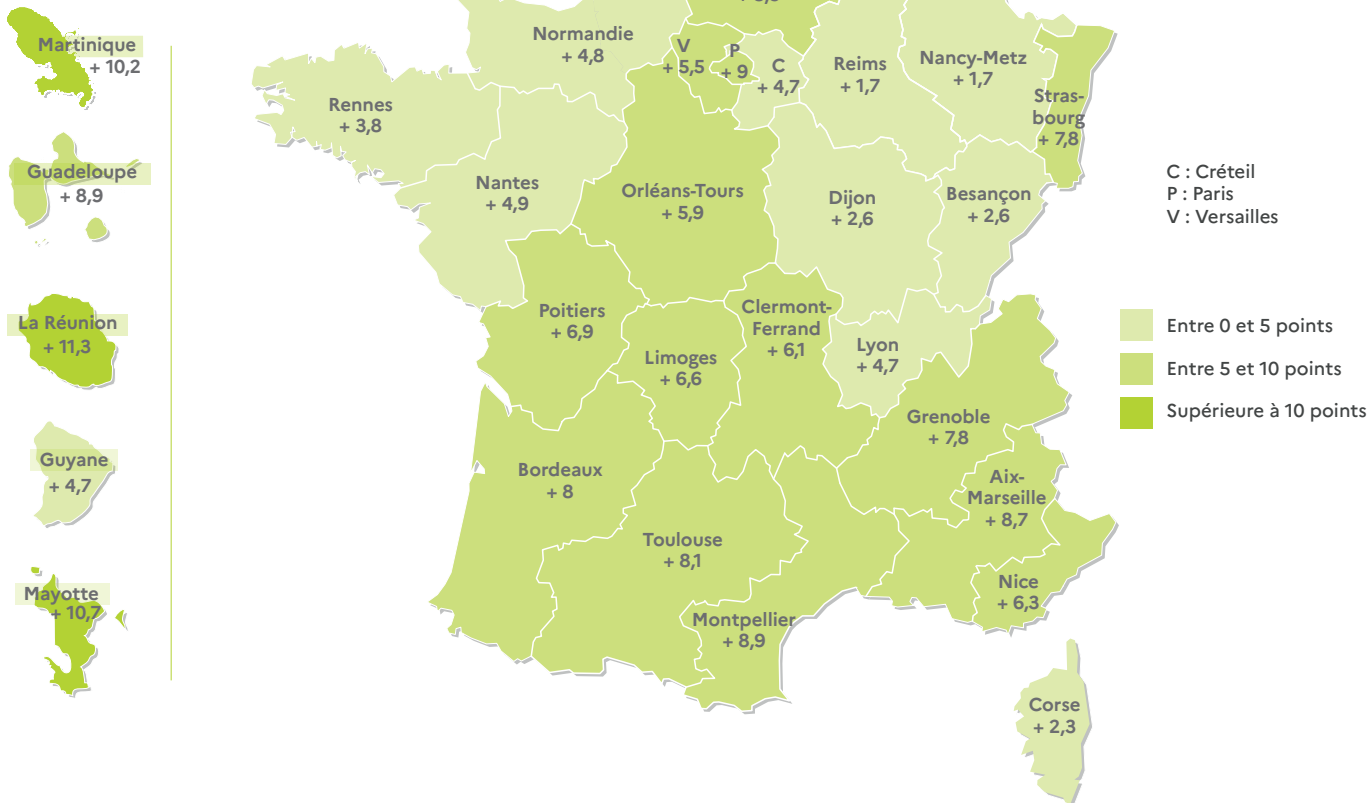 Normandie
+ 4,8
V
+ 5,5
P
+ 9
C
+ 4,7
Reims
+ 1,7
Nancy-Metz
+ 1,7
Stras-
bourg
+ 7,8
Martinique
+ 10,2
Rennes
+ 3,8
Guadeloupe
+ 8,9
Nantes
+ 4,9
Orléans-Tours
+ 5,9
Dijon
+ 2,6
Besançon
+ 2,6
C : Créteil
P : Paris
V : Versailles
La Réunion
+ 11,3
Poitiers
+ 6,9
Limoges
+ 6,6
Clermont-
Ferrand
+ 6,1
Lyon
+ 4,7
Entre 0 et 5 points
Entre 5 et 10 points
Supérieure à 10 points
Guyane
+ 4,7
Bordeaux
+ 8
Grenoble
+ 7,8
Aix-
Marseille
+ 8,7
Toulouse
+ 8,1
Mayotte
+ 10,7
Montpellier
+ 8,9
Nice
+ 6,3
Corse
+ 2,3